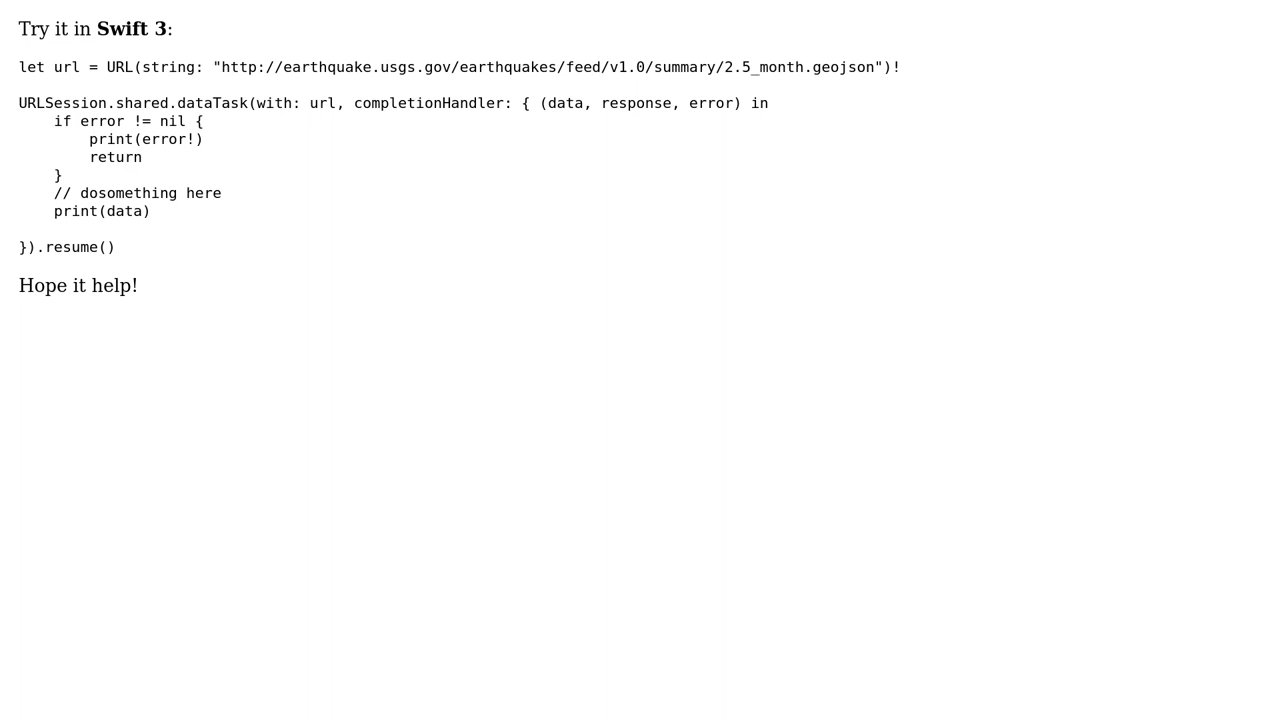 Try it in Swift 3:
let url = URL(string: "http://earthquake.usgs.gov/earthquakes/feed/v1.0/summary/2.5_month.geojson")!
URLSession.shared.dataTask(with: url, completionHandler: { (data, response, error) in
    if error != nil {
        print(error!)
        return
    }
    // dosomething here
    print(data)
}).resume()
Hope it help!